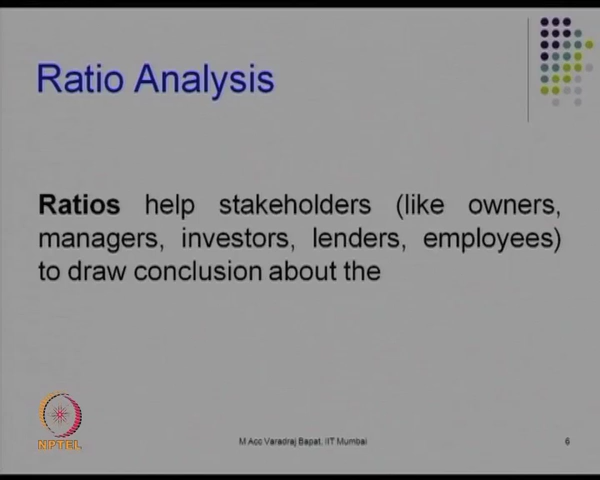 Ratio Analysis
Ratios help stakeholders (like owners,
managers, investors, lenders, employees)
to draw conclusion about the
NPTEL
M Acc Varadraj Bapat, IIT Mumbai
6